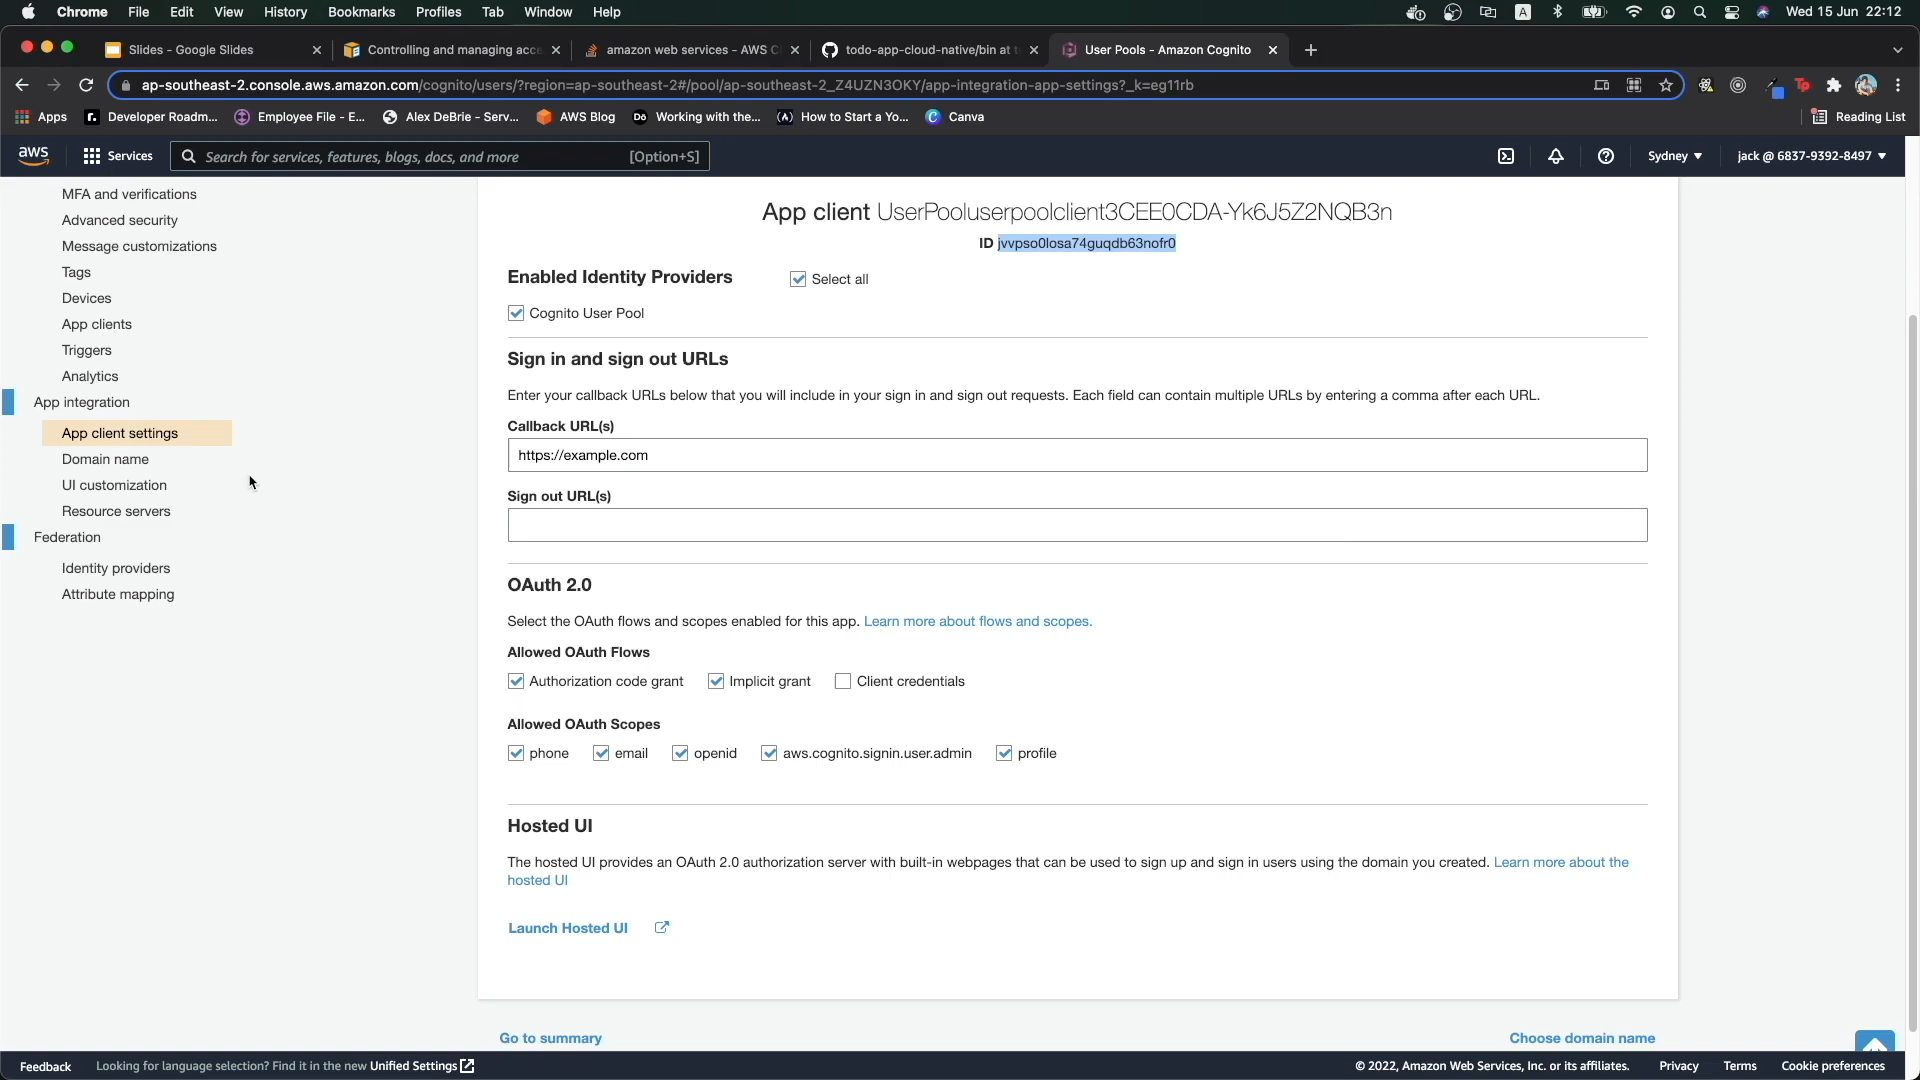 Chrome File Edit View History Bookmarks Profiles Tab Window Help
A
Wed 15 Jun 22:12
Slides - Google Slides
Controlling and managing acce
amazon web services - AWS C
todo-app-cloud-native/bin at t
User Pools - Amazon Cognito
ap-southeast-2.console.aws.amazon.com/cognito/users/?region=ap-southeast-2#/pool/ap-southeast-2_Z4UZN3OKY/app-integration-app-settings?_k=eg11rb
Apps
Developer Roadm...
Employee File - E...
Alex DeBrie - Serv...
AWS Blog
Working with the...
How to Start a Yo...
Canva
Reading List
aws
Services
Search for services, features, blogs, docs, and more [Option+S]
Sydney
jack @ 6837-9392-8497
MFA and verifications
Advanced security
Message customizations
Tags
Devices
App clients
Triggers
Analytics
App integration
App client settings
Domain name
UI customization
Resource servers
Federation
Identity providers
Attribute mapping
App client UserPooluserpoolclient3CEE0CDA-Yk6J5Z2NQB3n
ID jvvpso0losa74guqdb63nofr0
Enabled Identity Providers
Select all
Cognito User Pool
Sign in and sign out URLs
Enter your callback URLs below that you will include in your sign in and sign out requests. Each field can contain multiple URLs by entering a comma after each URL.
Callback URL(s)
https://example.com
Sign out URL(s)
OAuth 2.0
Select the OAuth flows and scopes enabled for this app. Learn more about flows and scopes.
Allowed OAuth Flows
Authorization code grant
Implicit grant
Client credentials
Allowed OAuth Scopes
phone
email
openid
aws.cognito.signin.user.admin
profile
Hosted UI
The hosted UI provides an OAuth 2.0 authorization server with built-in webpages that can be used to sign up and sign in users using the domain you created. Learn more about the
hosted UI
Launch Hosted UI
Go to summary
Choose domain name
Feedback
Looking for language selection? Find it in the new Unified Settings
© 2022, Amazon Web Services, Inc. or its affiliates.
Privacy
Terms
Cookie preferences